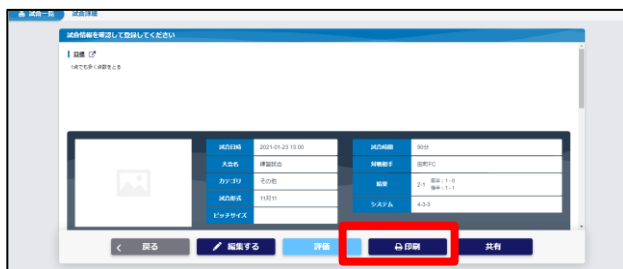 試合一覧 試合詳細
試合情報を確認して登録してください
目標
1点でも多く点数をとる
試合日時 2021-01-23 13:00 試合時間 90分
大会名 練習試合 対戦相手 田町FC
カテゴリ その他 結果 2-1 前半:1-0 後半:1-1
試合形式 11対11 システム 4-3-3
ピッチサイズ
戻る 編集する 評価 印刷 共有